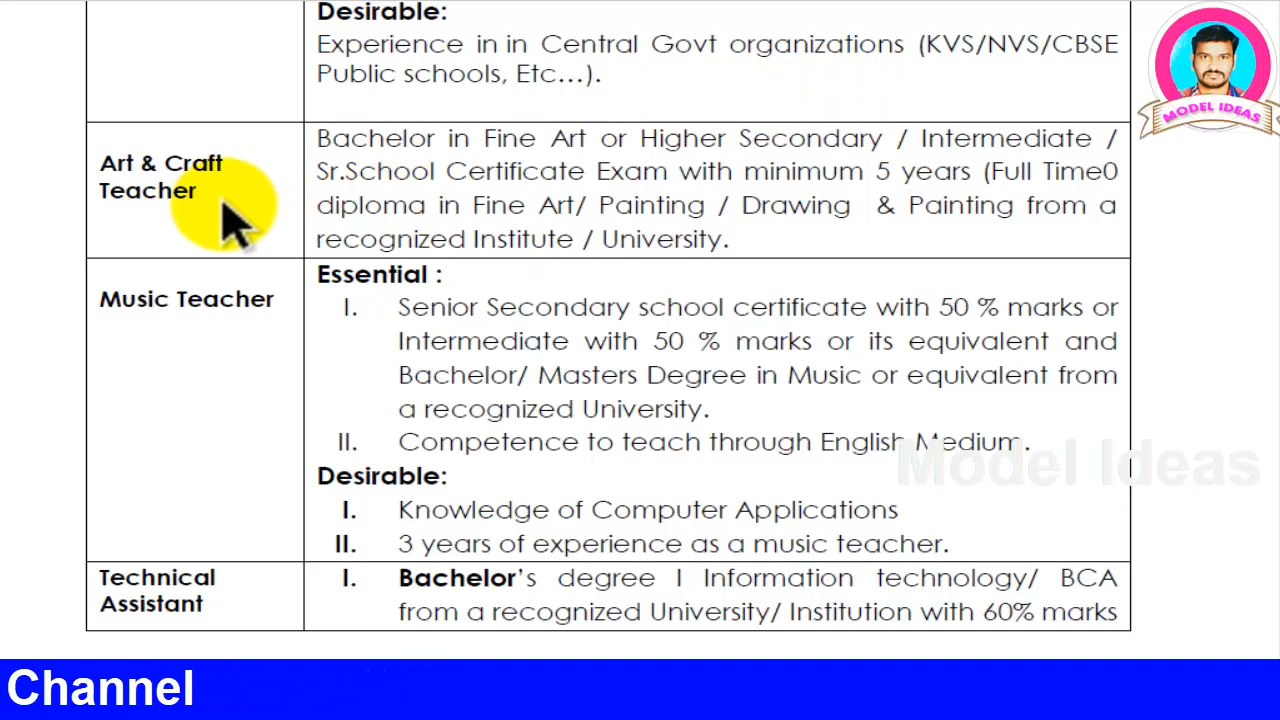 Desirable:
Experience in in Central Govt organizations (KVS/NVS/CBSE
Public schools, Etc...).
MODEL IDEAS
Art & Craft
Teacher
Bachelor in Fine Art or Higher Secondary / Intermediate /
Sr.School Certificate Exam with minimum 5 years (Full Time0
diploma in Fine Art/ Painting / Drawing & Painting from a
recognized Institute / University.
Music Teacher
Essential :
I. Senior Secondary school certificate with 50 % marks or
Intermediate with 50 % marks or its equivalent and
Bachelor/ Masters Degree in Music or equivalent from
a recognized University.
II. Competence to teach through English Medium.
Model Ideas
Desirable:
I. Knowledge of Computer Applications
II. 3 years of experience as a music teacher.
Technical
Assistant
I. Bachelor's degree I Information technology/ BCA
from a recognized University/ Institution with 60% marks
Channel